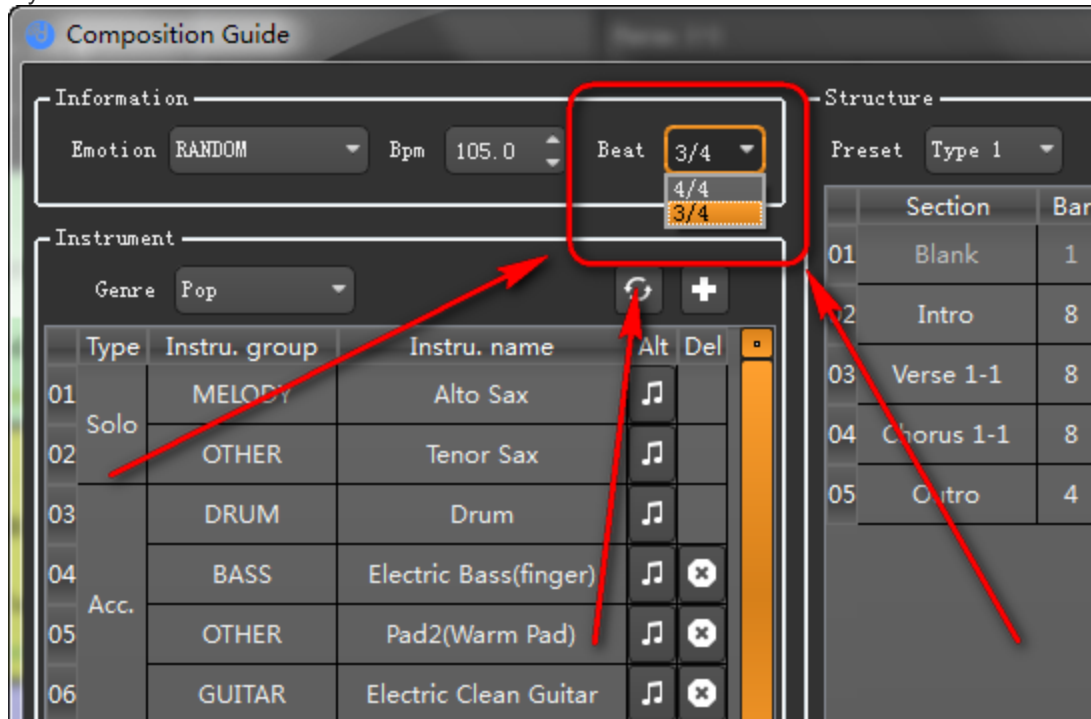 Composition Guide
Information
Emotion RANDOM Bpm 105.0 Beat 3/4
4/4
3/4
Instrument
Genre Pop
Type Instru. group Instru. name Alt Del
01 Solo MELODY Alto Sax
02 OTHER Tenor Sax
03 Acc. DRUM Drum
04 BASS Electric Bass(finger)
05 OTHER Pad2(Warm Pad)
06 GUITAR Electric Clean Guitar
Structure
Preset Type 1
Section Bar
01 Blank 1
02 Intro 8
03 Verse 1-1 8
04 Chorus 1-1 8
05 Outro 4